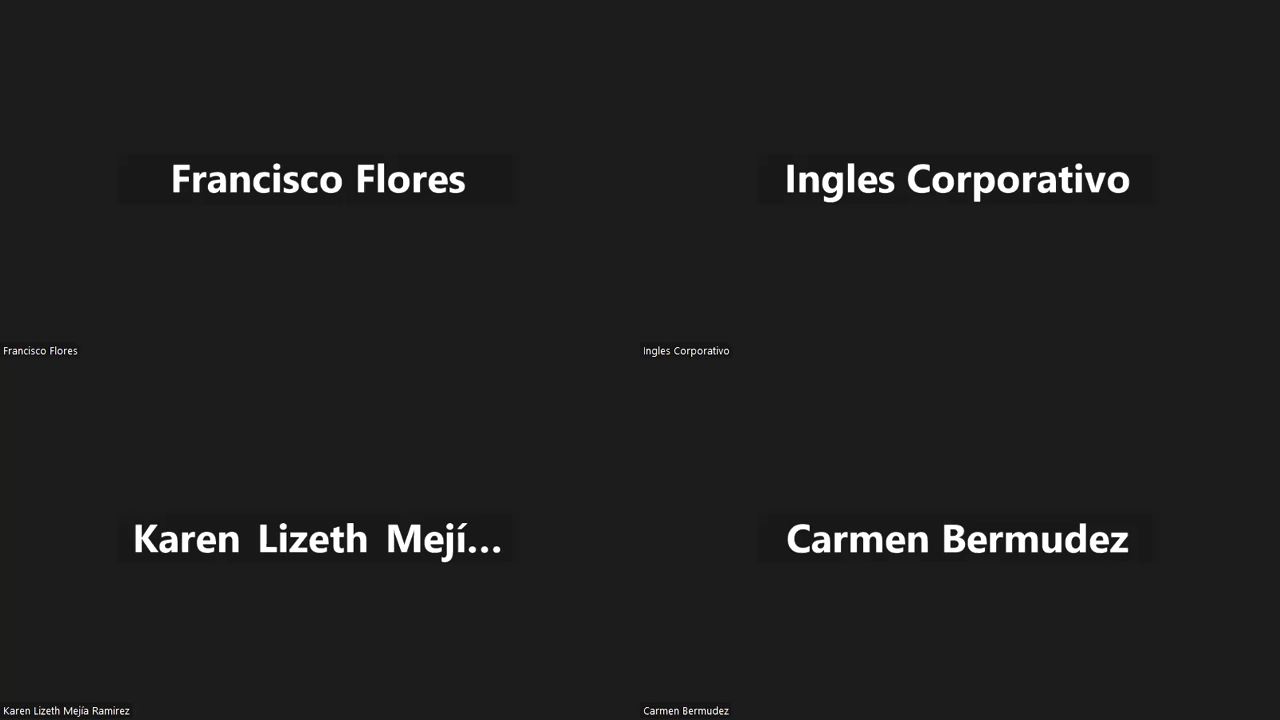 Francisco Flores
Ingles Corporativo
Francisco Flores
Ingles Corporativo
Karen Lizeth Mejí...
Carmen Bermudez
Karen Lizeth Mejía Ramirez
Carmen Bermudez